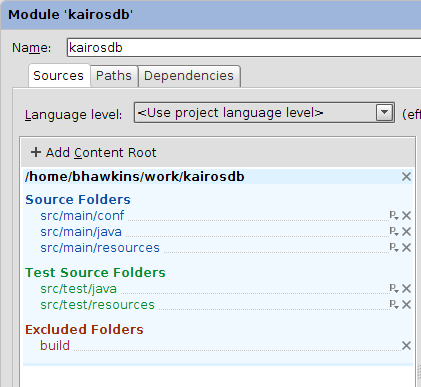 Module 'kairosdb'
Name: kairosdb
Sources Paths Dependencies
Language level: <Use project language level> (ef
+ Add Content Root
/home/bhawkins/work/kairosdb
Source Folders
src/main/conf
src/main/java
src/main/resources
Test Source Folders
src/test/java
src/test/resources
Excluded Folders
build